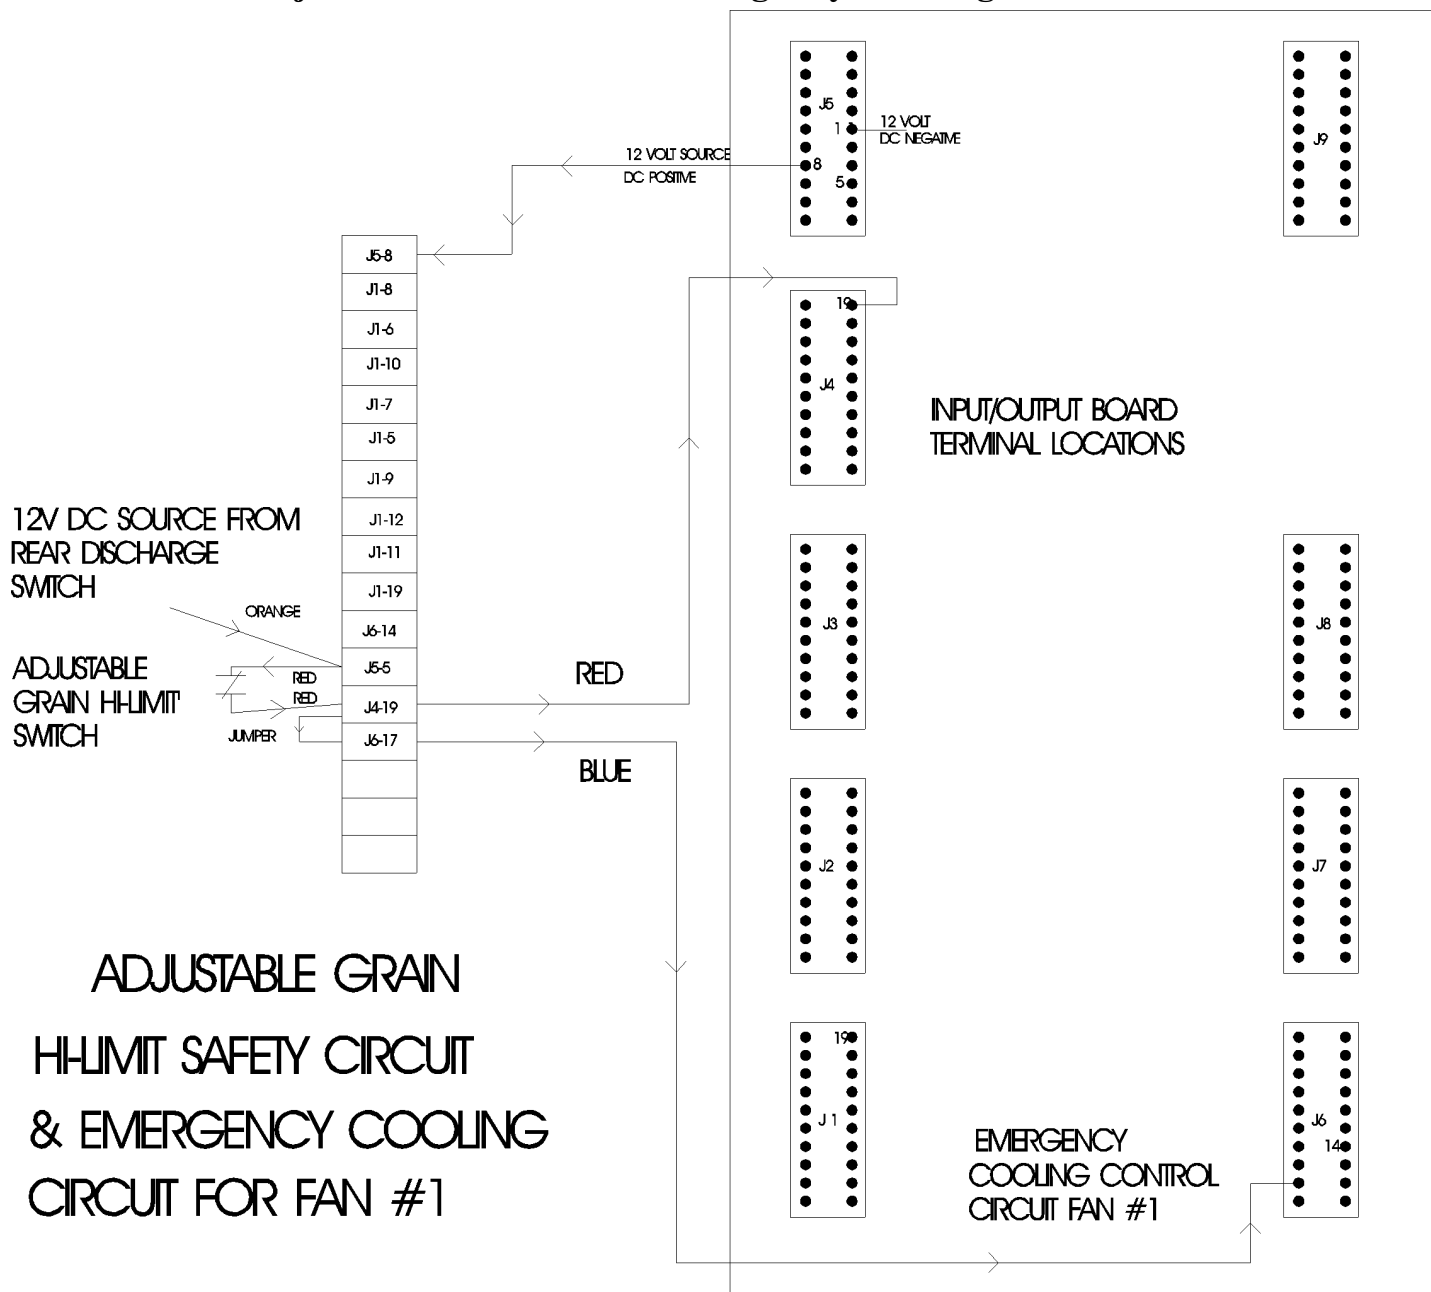 J5
1
12 VOLT
DC NEGATIVE
8
5
J9
12 VOLT SOURCE
DC POSITIVE
J5-8
J1-8
J1-6
J1-10
J1-7
J1-5
J1-9
J1-12
J1-11
J1-19
J6-14
J5-5
J4-19
J6-17
19
J4
INPUT/OUTPUT BOARD
TERMINAL LOCATIONS
12V DC SOURCE FROM
REAR DISCHARGE
SWITCH
ORANGE
ADJUSTABLE
GRAIN HI-LIMIT
SWITCH
RED
RED
JUMPER
RED
BLUE
J3
J8
J2
J7
ADJUSTABLE GRAIN
HI-LIMIT SAFETY CIRCUIT
& EMERGENCY COOLING
CIRCUIT FOR FAN #1
19
J 1
EMERGENCY
COOLING CONTROL
CIRCUIT FAN #1
J6
14